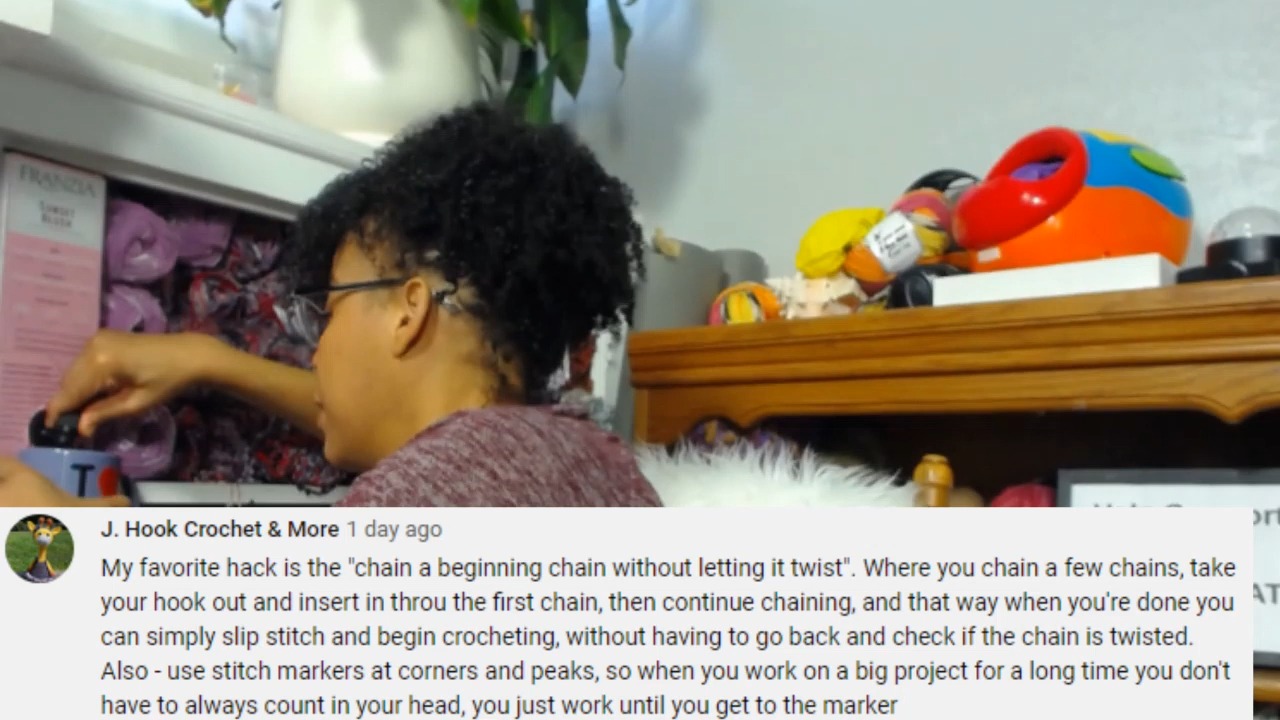 FRANZIA
SUNSET
BLUSH
T
J. Hook Crochet & More 1 day ago
My favorite hack is the "chain a beginning chain without letting it twist". Where you chain a few chains, take
your hook out and insert in throu the first chain, then continue chaining, and that way when you're done you
can simply slip stitch and begin crocheting, without having to go back and check if the chain is twisted.
Also - use stitch markers at corners and peaks, so when you work on a big project for a long time you don't
have to always count in your head, you just work until you get to the marker